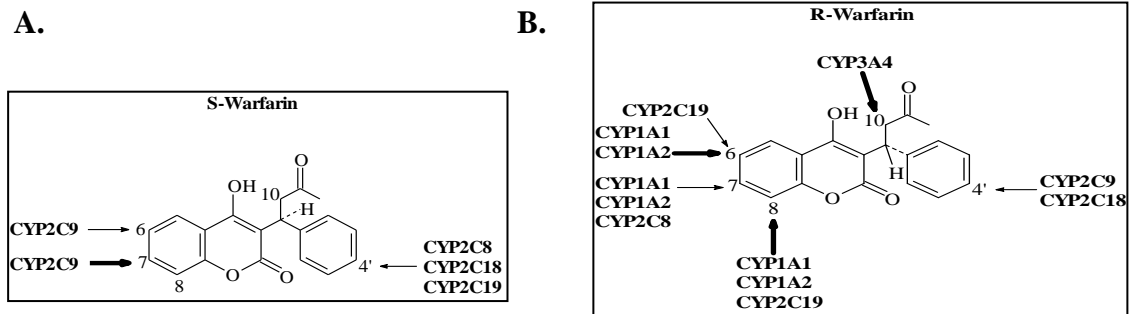 A.
S-Warfarin
O
OH
10
H
CYP2C9
6
CYP2C9
7
8
O
O
4'
CYP2C8
CYP2C18
CYP2C19
B.
R-Warfarin
CYP3A4
O
CYP2C19
OH
10
CYP1A1
CYP1A2
6
H
CYP1A1
7
CYP1A2
CYP2C8
8
O
O
4'
CYP2C9
CYP2C18
CYP1A1
CYP1A2
CYP2C19